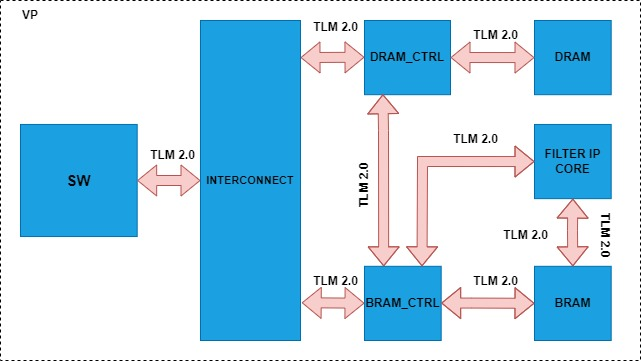 VP
TLM 2.0
DRAM_CTRL
TLM 2.0
DRAM
TLM 2.0
SW
INTERCONNECT
TLM 2.0
TLM 2.0
FILTER IP
CORE
TLM 2.0
TLM 2.0
TLM 2.0
BRAM_CTRL
TLM 2.0
BRAM